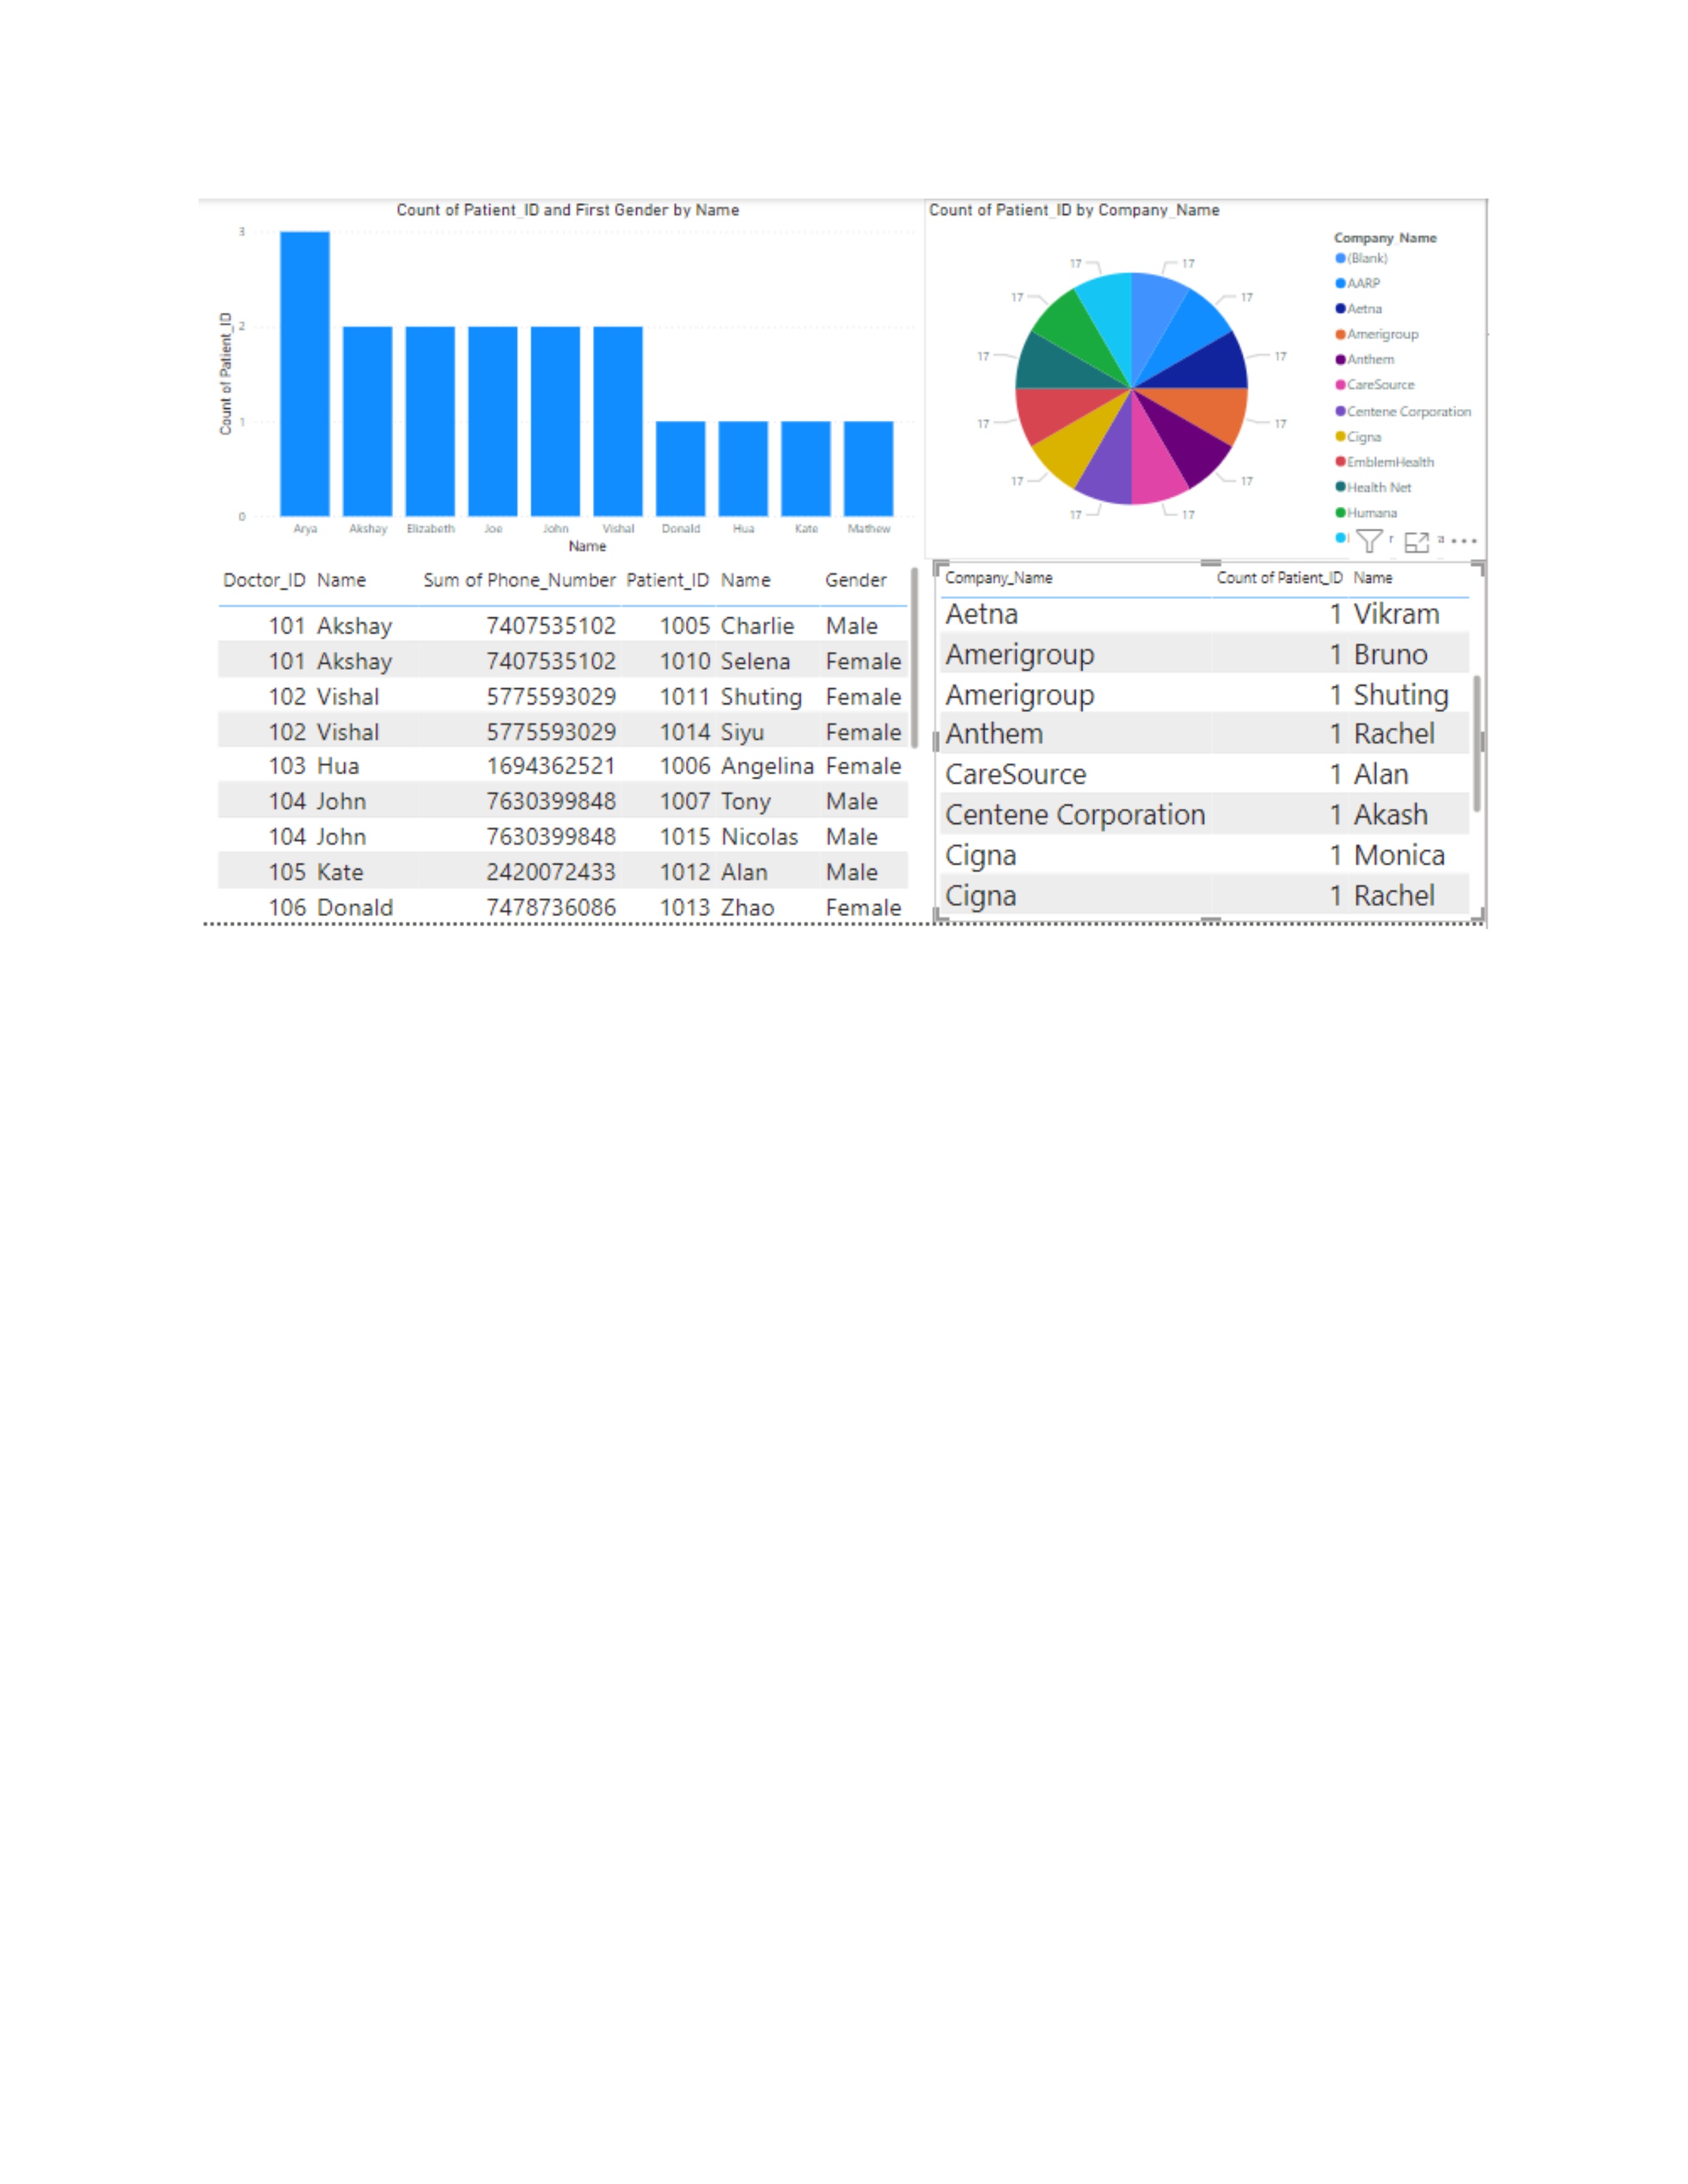 Count of Patient_ID and First Gender by Name
Count of Patient_ID
3
2
1
0
Arya Akshay Elizabeth Joe John Vishal Donald Hua Kate Mathew
Name
Count of Patient_ID by Company_Name
17 17
17 17
17 17
17 17
17 17
17 17
Company_Name
(Blank)
AARP
Aetna
Amerigroup
Anthem
CareSource
Centene Corporation
Cigna
EmblemHealth
Health Net
Humana
Doctor_ID Name Sum of Phone_Number Patient_ID Name Gender
101 Akshay 7407535102 1005 Charlie Male
101 Akshay 7407535102 1010 Selena Female
102 Vishal 5775593029 1011 Shuting Female
102 Vishal 5775593029 1014 Siyu Female
103 Hua 1694362521 1006 Angelina Female
104 John 7630399848 1007 Tony Male
104 John 7630399848 1015 Nicolas Male
105 Kate 2420072433 1012 Alan Male
106 Donald 7478736086 1013 Zhao Female
Company_Name Count of Patient_ID Name
Aetna 1 Vikram
Amerigroup 1 Bruno
Amerigroup 1 Shuting
Anthem 1 Rachel
CareSource 1 Alan
Centene Corporation 1 Akash
Cigna 1 Monica
Cigna 1 Rachel